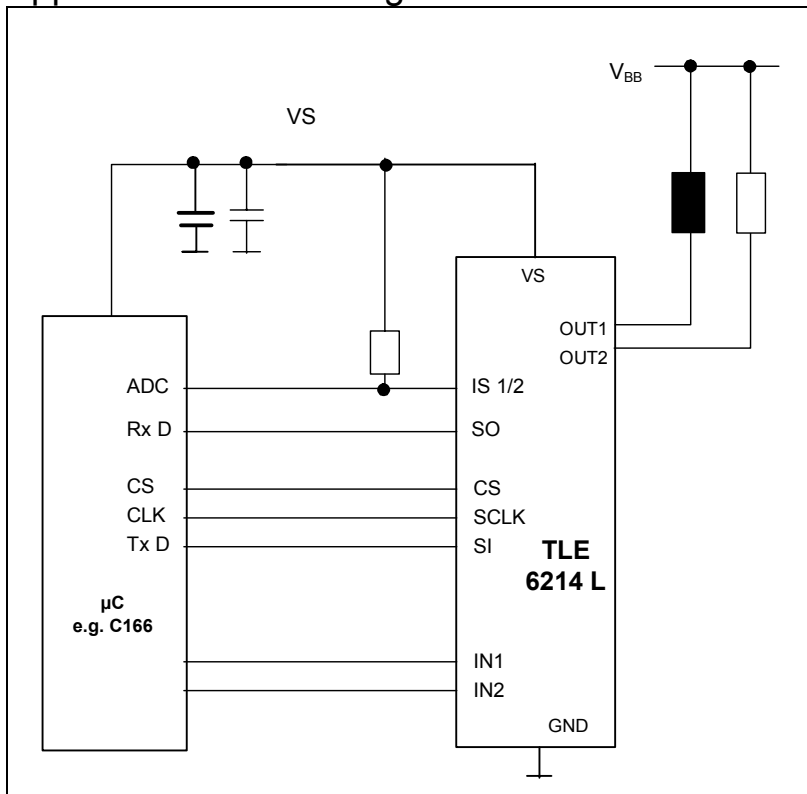 V_BB
VS
VS
OUT1
OUT2
ADC
IS 1/2
Rx D
SO
CS
CS
CLK
SCLK
Tx D
SI
TLE
6214 L
µC
e.g. C166
IN1
IN2
GND